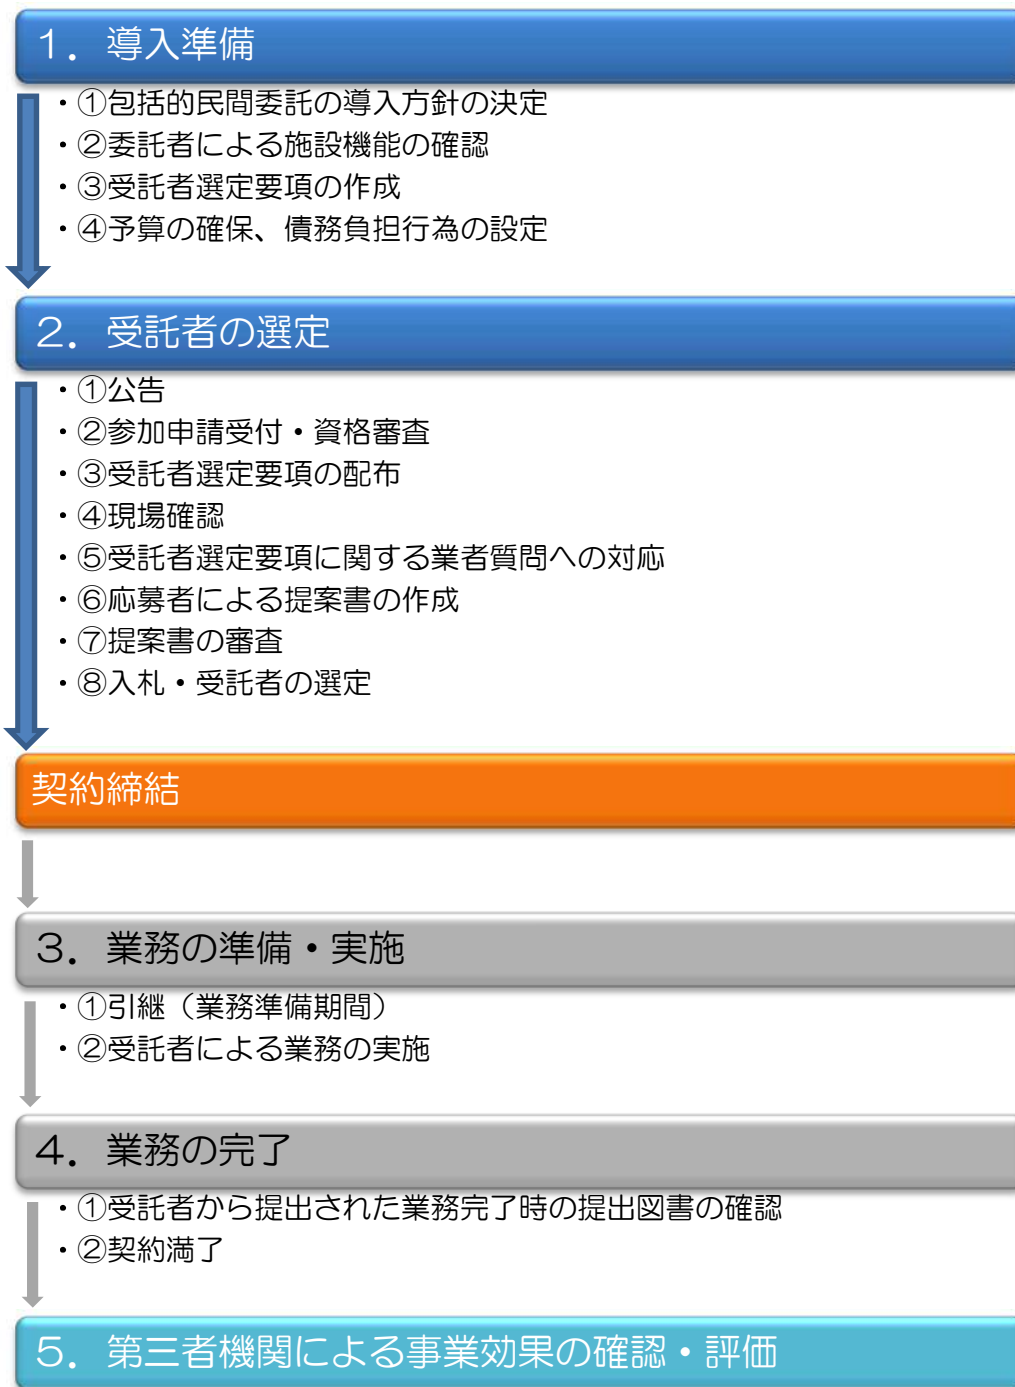 １．導入準備
・①包括的民間委託の導入方針の決定
・②委託者による施設機能の確認
・③受託者選定要項の作成
・④予算の確保、債務負担行為の設定
２．受託者の選定
・①公告
・②参加申請受付・資格審査
・③受託者選定要項の配布
・④現場確認
・⑤受託者選定要項に関する業者質問への対応
・⑥応募者による提案書の作成
・⑦提案書の審査
・⑧入札・受託者の選定
契約締結
３．業務の準備・実施
・①引継（業務準備期間）
・②受託者による業務の実施
４．業務の完了
・①受託者から提出された業務完了時の提出図書の確認
・②契約満了
５．第三者機関による事業効果の確認・評価